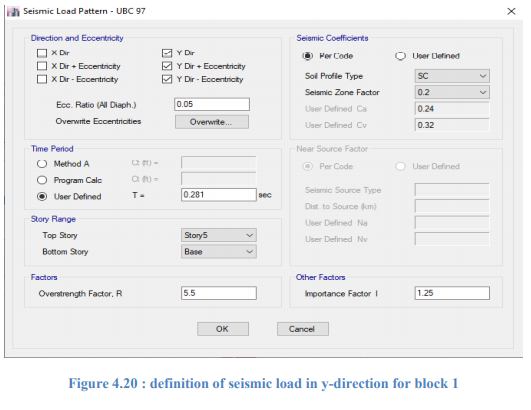 Seismic Load Pattern - UBC 97
Direction and Eccentricity
X Dir
Y Dir
X Dir + Eccentricity
Y Dir + Eccentricity
X Dir - Eccentricity
Y Dir - Eccentricity
Ecc. Ratio (All Diaph.)
0.05
Overwrite Eccentricities
Overwrite...
Time Period
Method A
Ct (ft) =
Program Calc
Ct (ft) =
User Defined
T =
0.281
sec
Story Range
Top Story
Story5
Bottom Story
Base
Factors
Overstrength Factor, R
5.5
Seismic Coefficients
Per Code
User Defined
Soil Profile Type
SC
Seismic Zone Factor
0.2
User Defined Ca
0.24
User Defined Cv
0.32
Near Source Factor
Per Code
User Defined
Seismic Source Type
Dist. to Source (km)
User Defined Na
User Defined Nv
Other Factors
Importance Factor I
1.25
OK
Cancel
Figure 4.20 : definition of seismic load in y-direction for block 1